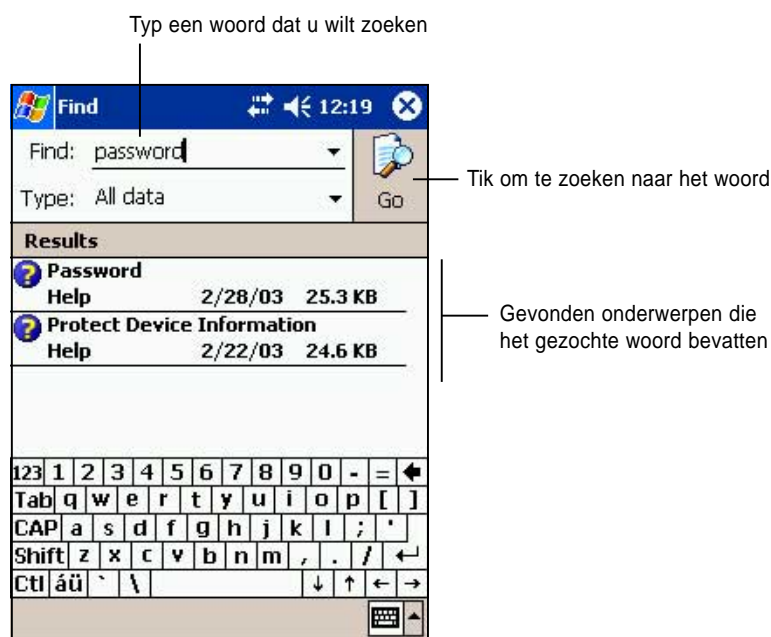 Typ een woord dat u wilt zoeken
Find 12:19
Find: password
Type: All data
Go
Tik om te zoeken naar het woord
Results
Password
Help 2/28/03 25.3 KB
Protect Device Information
Help 2/22/03 24.6 KB
Gevonden onderwerpen die
het gezochte woord bevatten
123 1 2 3 4 5 6 7 8 9 0 - =
Tab q w e r t y u i o p [ ]
CAP a s d f g h j k l ; '
Shift z x c v b n m , . /
Ctl áü ` \